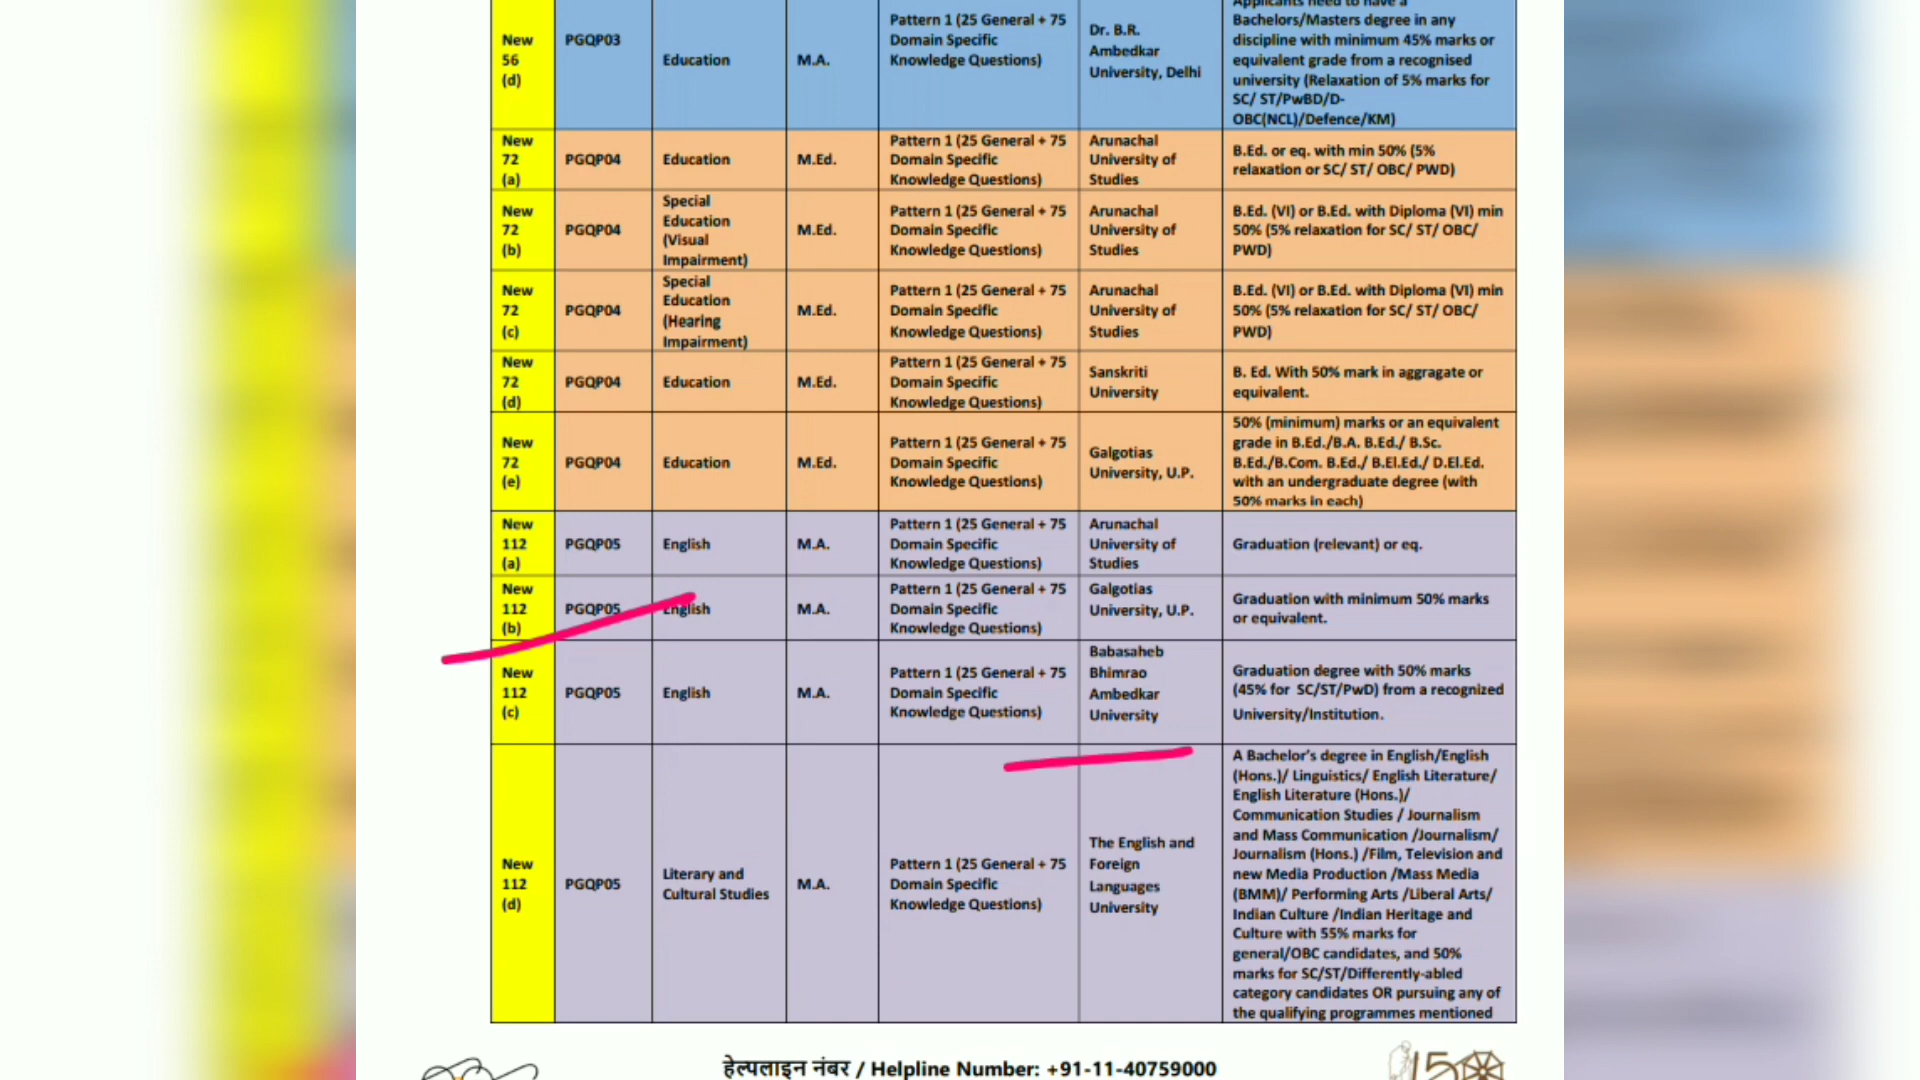 New
56
(d)
PGQP03
Education
M.A.
Pattern 1 (25 General + 75
Domain Specific
Knowledge Questions)
Dr. B.R.
Ambedkar
University, Delhi
Applicants need to have a
Bachelors/Masters degree in any
discipline with minimum 45% marks or
equivalent grade from a recognised
university (Relaxation of 5% marks for
SC/ ST/PwBD/D-
OBC(NCL)/Defence/KM)
New
72
(a)
PGQP04
Education
M.Ed.
Pattern 1 (25 General + 75
Domain Specific
Knowledge Questions)
Arunachal
University of
Studies
B.Ed. or eq. with min 50% (5%
relaxation or SC/ ST/ OBC/ PWD)
New
72
(b)
PGQP04
Special
Education
(Visual
Impairment)
M.Ed.
Pattern 1 (25 General + 75
Domain Specific
Knowledge Questions)
Arunachal
University of
Studies
B.Ed. (VI) or B.Ed. with Diploma (VI) min
50% (5% relaxation for SC/ ST/ OBC/
PWD)
New
72
(c)
PGQP04
Special
Education
(Hearing
Impairment)
M.Ed.
Pattern 1 (25 General + 75
Domain Specific
Knowledge Questions)
Arunachal
University of
Studies
B.Ed. (VI) or B.Ed. with Diploma (VI) min
50% (5% relaxation for SC/ ST/ OBC/
PWD)
New
72
(d)
PGQP04
Education
M.Ed.
Pattern 1 (25 General + 75
Domain Specific
Knowledge Questions)
Sanskriti
University
B. Ed. With 50% mark in aggragate or
equivalent.
New
72
(e)
PGQP04
Education
M.Ed.
Pattern 1 (25 General + 75
Domain Specific
Knowledge Questions)
Galgotias
University, U.P.
50% (minimum) marks or an equivalent
grade in B.Ed./B.A. B.Ed./ B.Sc.
B.Ed./B.Com. B.Ed./ B.El.Ed./ D.El.Ed.
with an undergraduate degree (with
50% marks in each)
New
112
(a)
PGQP05
English
M.A.
Pattern 1 (25 General + 75
Domain Specific
Knowledge Questions)
Arunachal
University of
Studies
Graduation (relevant) or eq.
New
112
(b)
PGQP05
English
M.A.
Pattern 1 (25 General + 75
Domain Specific
Knowledge Questions)
Galgotias
University, U.P.
Graduation with minimum 50% marks
or equivalent.
New
112
(c)
PGQP05
English
M.A.
Pattern 1 (25 General + 75
Domain Specific
Knowledge Questions)
Babasaheb
Bhimrao
Ambedkar
University
Graduation degree with 50% marks
(45% for SC/ST/PwD) from a recognized
University/Institution.
New
112
(d)
PGQP05
Literary and
Cultural Studies
M.A.
Pattern 1 (25 General + 75
Domain Specific
Knowledge Questions)
The English and
Foreign
Languages
University
A Bachelor's degree in English/English
(Hons.)/ Linguistics/ English Literature/
English Literature (Hons.)/
Communication Studies / Journalism
and Mass Communication /Journalism/
Journalism (Hons.) /Film, Television and
new Media Production /Mass Media
(BMM)/ Performing Arts /Liberal Arts/
Indian Culture /Indian Heritage and
Culture with 55% marks for
general/OBC candidates, and 50%
marks for SC/ST/Differently-abled
category candidates OR pursuing any of
the qualifying programmes mentioned
हेल्पलाइन नंबर / Helpline Number: +91-11-40759000
150